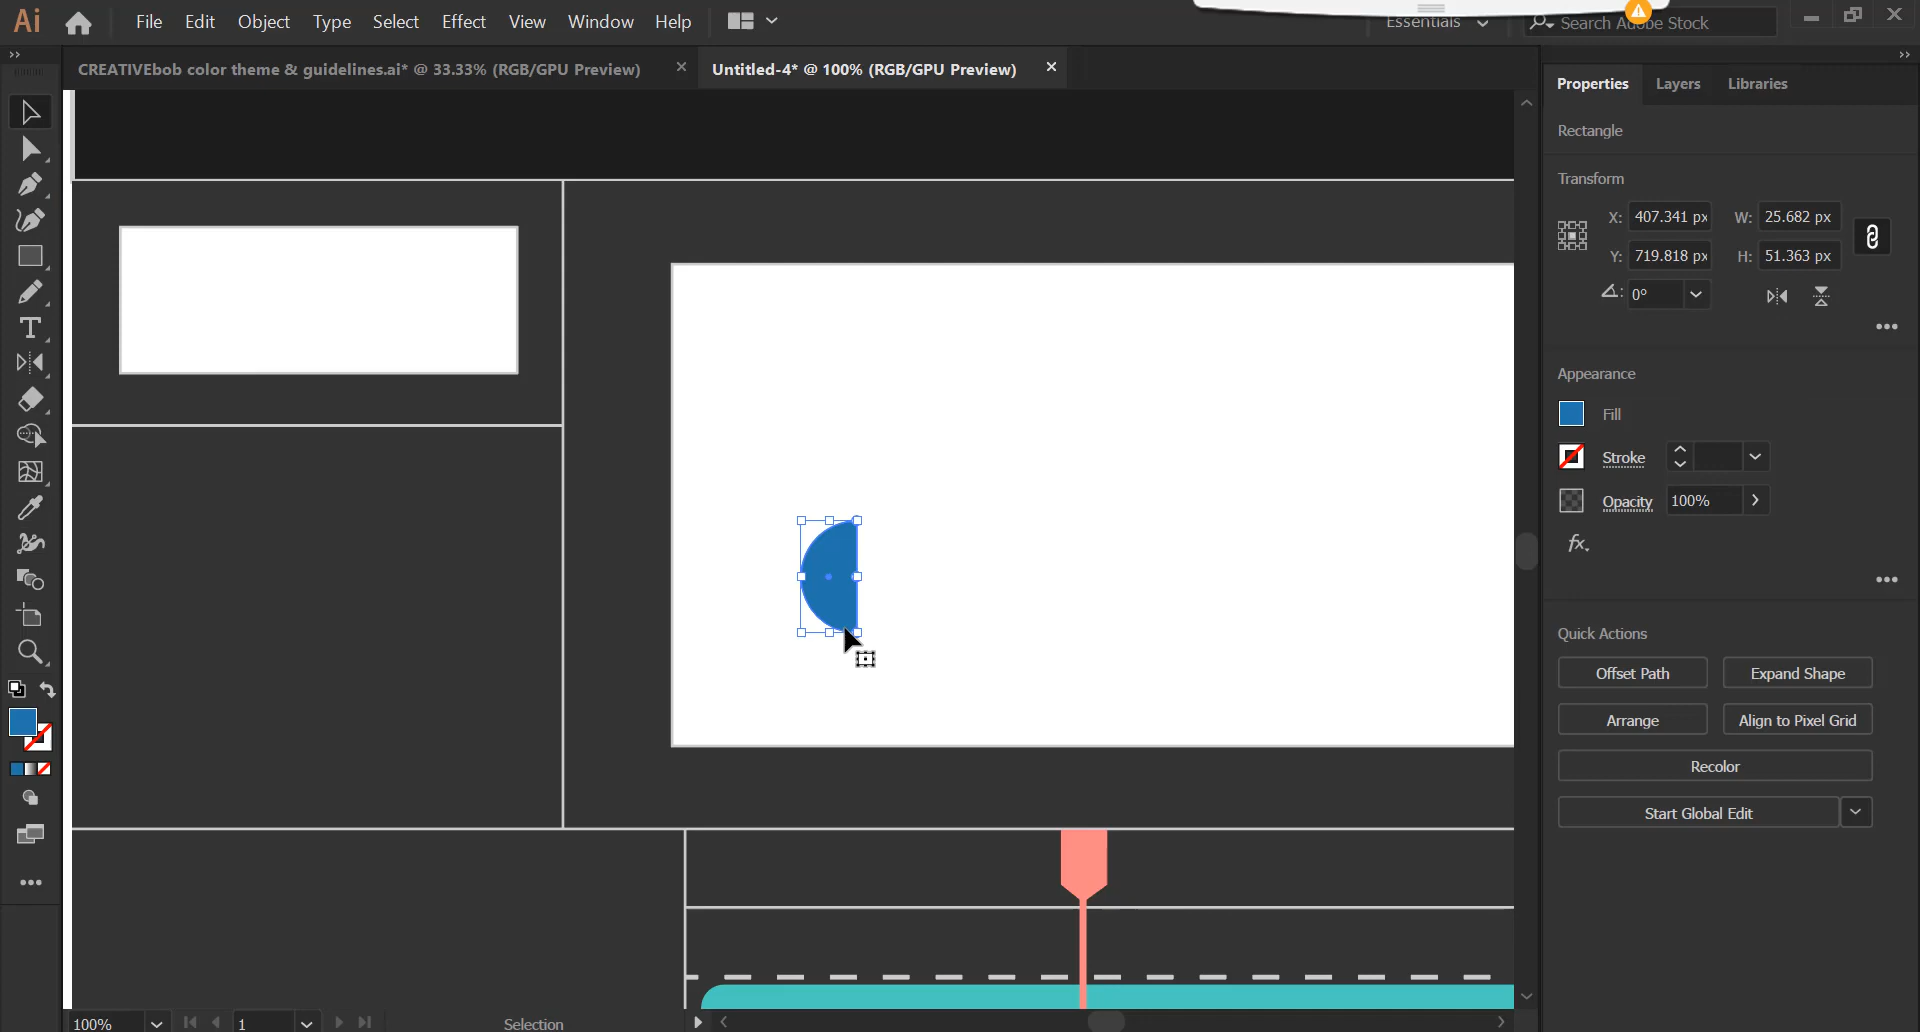 Ai File Edit Object Type Select Effect View Window Help Essentials Search Adobe Stock
CREATIVEbob color theme & guidelines.ai* @ 33.33% (RGB/GPU Preview) Untitled-4* @ 100% (RGB/GPU Preview)
Properties Layers Libraries
Rectangle
Transform
X: 407.341 px W: 25.682 px
Y: 719.818 px H: 51.363 px
0°
Appearance
Fill
Stroke
Opacity 100%
fx.
Quick Actions
Offset Path Expand Shape
Arrange Align to Pixel Grid
Recolor
Start Global Edit
100% 1 Selection